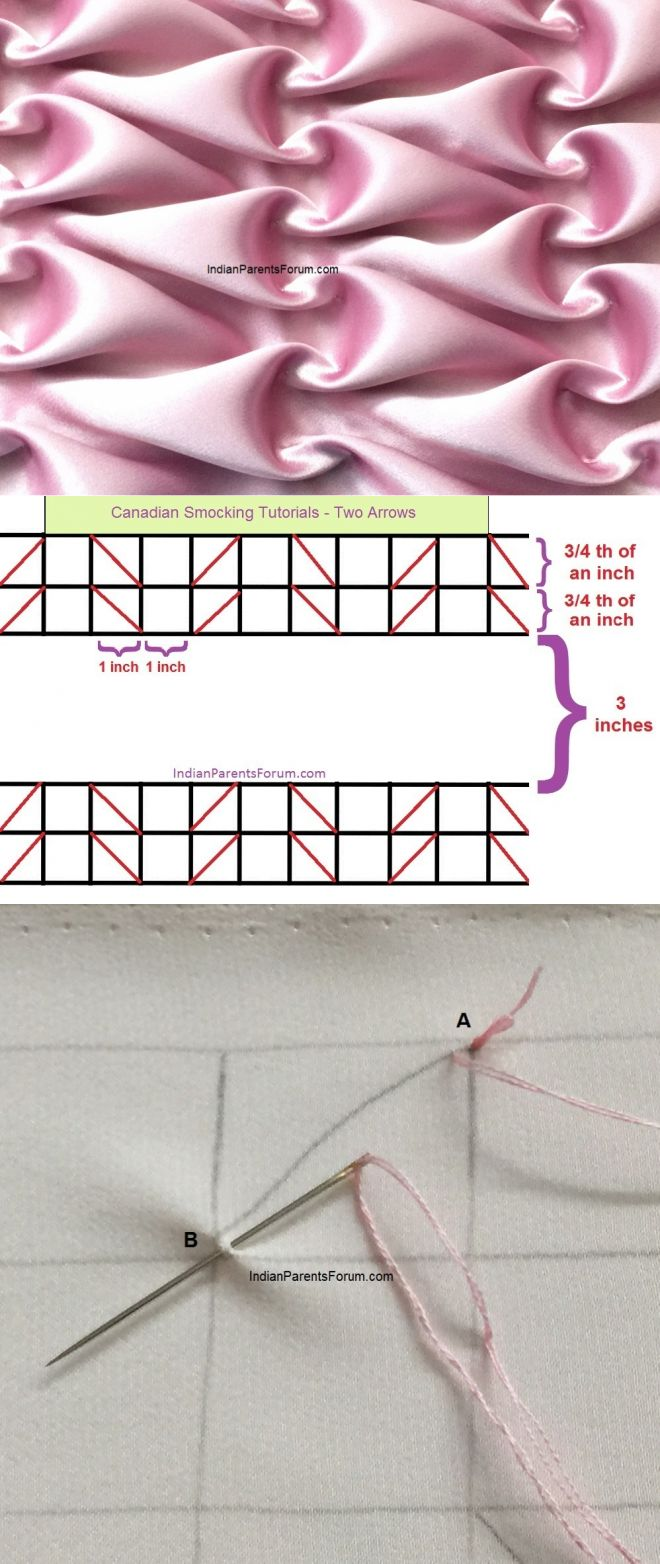 IndianParentsForum.com
Canadian Smocking Tutorials - Two Arrows
3/4 th of
an inch
3/4 th of
an inch
1 inch 1 inch
3
inches
IndianParentsForum.com
A
B
IndianParentsForum.com